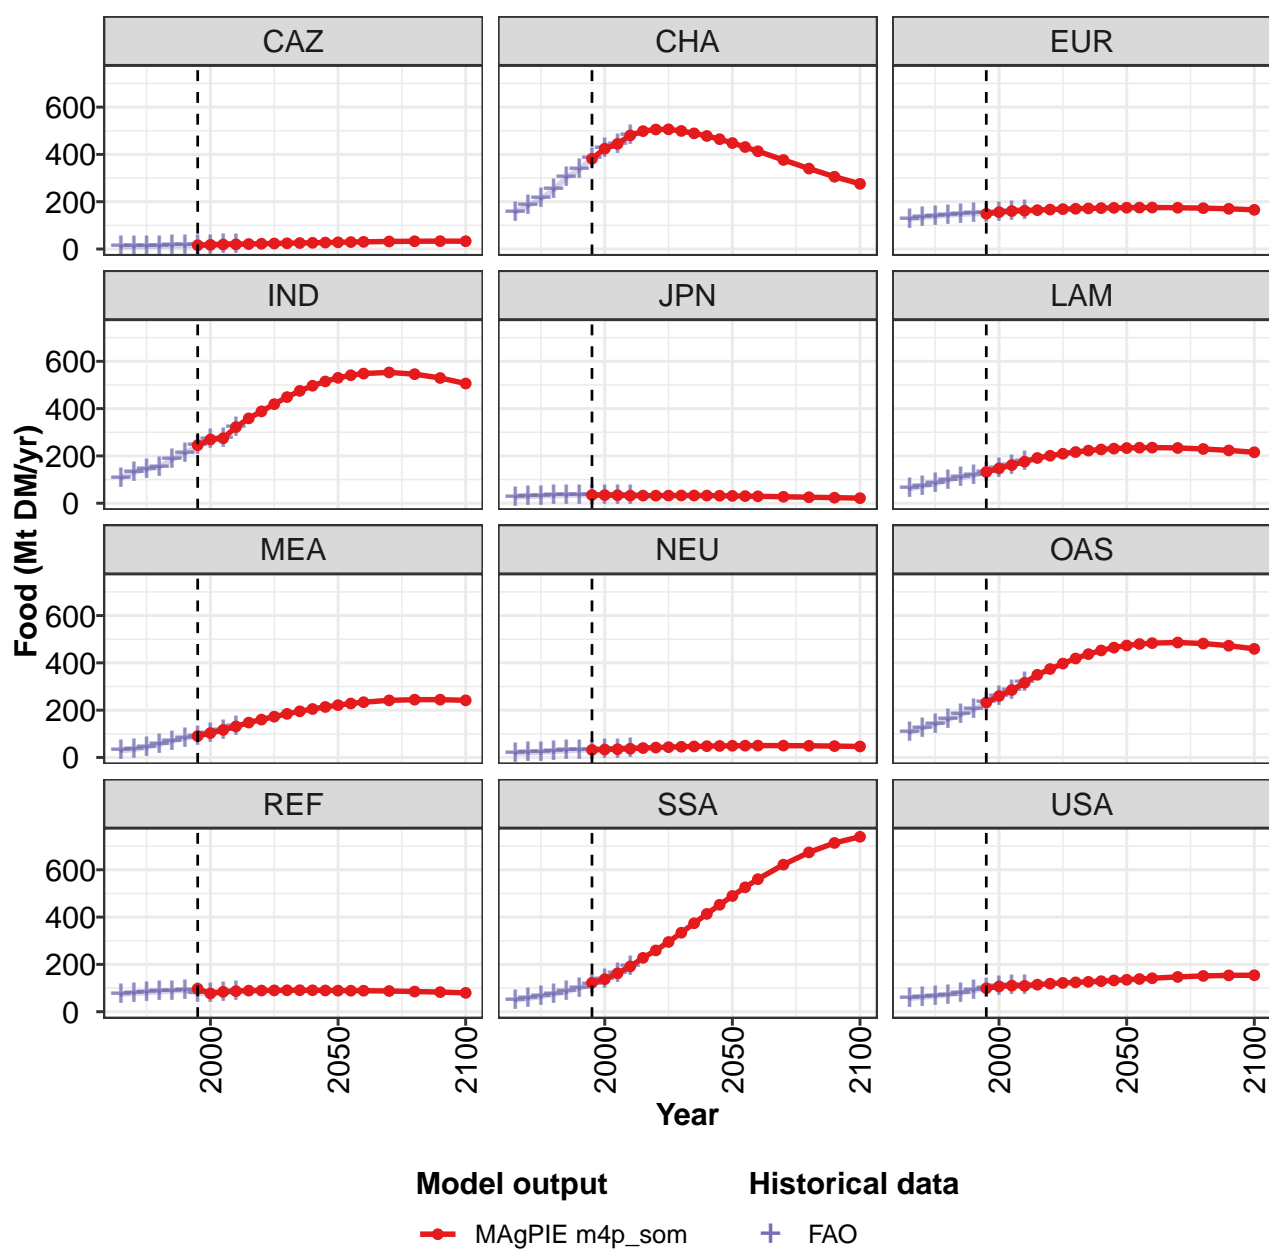 CAZ CHA EUR
600
400
200
0
IND JPN LAM
600
400
200
0
MEA NEU OAS
600
400
200
0
REF SSA USA
600
400
200
0
Food (Mt DM/yr)
2000 2050 2100 2000 2050 2100 2000 2050 2100
Year
Model output Historical data
MAgPIE m4p_som FAO